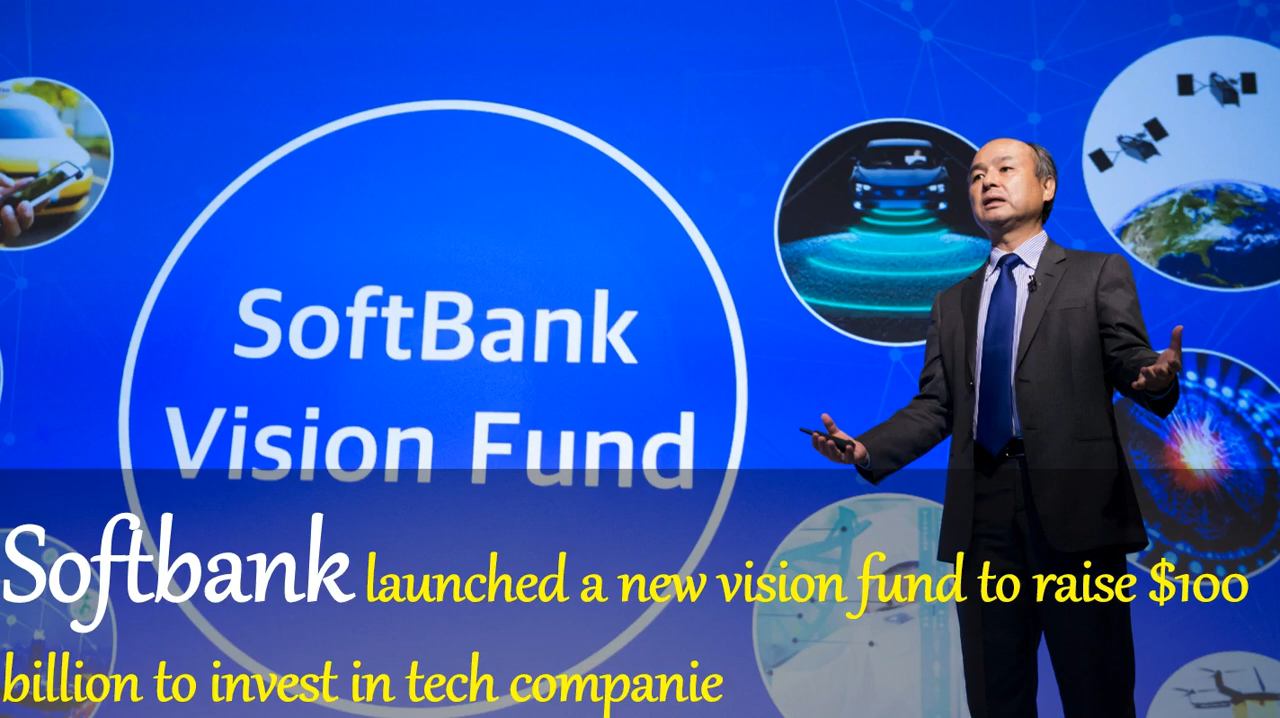 SoftBank
Vision Fund
Softbank launched a new vision fund to raise $100
billion to invest in tech companie